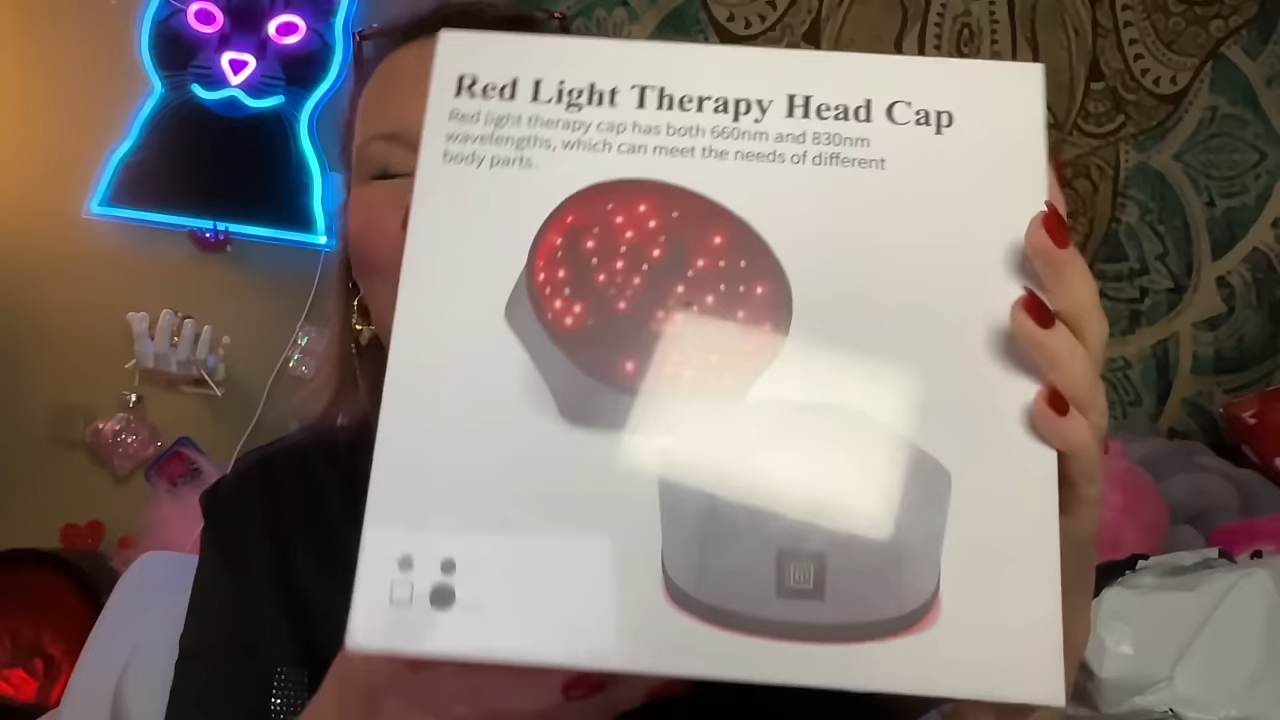 Red Light Therapy Head Cap
Red light therapy cap has both 660nm and 830nm
wavelengths, which can meet the needs of different
body parts.